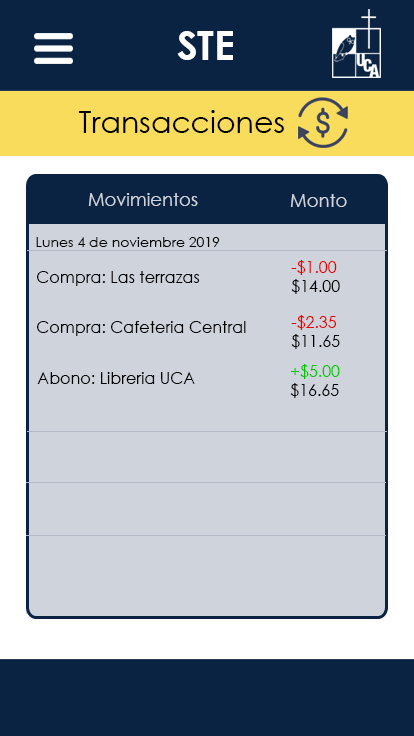 STE
UCA
Transacciones $
Movimientos Monto
Lunes 4 de noviembre 2019
Compra: Las terrazas -$1.00
$14.00
Compra: Cafeteria Central -$2.35
$11.65
Abono: Libreria UCA +$5.00
$16.65